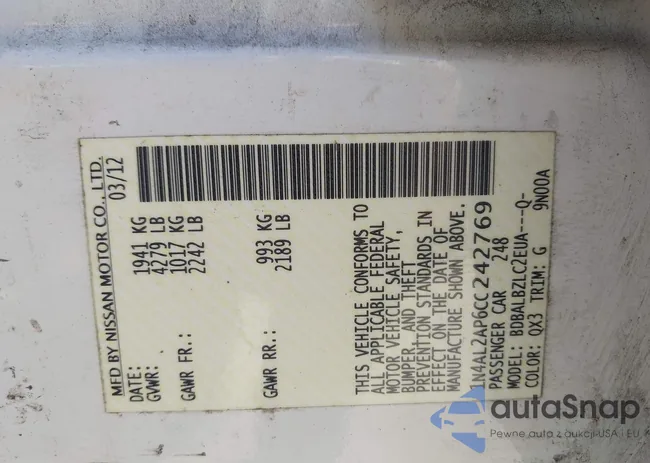 MFD BY NISSAN MOTOR CO., LTD.
DATE: 03/12
GVWR: 1941 KG
4279 LB
GAWR FR.: 1017 KG
2242 LB
GAWR RR.: 993 KG
2189 LB
THIS VEHICLE CONFORMS TO
ALL APPLICABLE FEDERAL
MOTOR VEHICLE SAFETY,
BUMPER, AND THEFT
PREVENTION STANDARDS IN
EFFECT ON THE DATE OF
MANUFACTURE SHOWN ABOVE.
1N4AL2AP6CC242769
PASSENGER CAR 248
MODEL: BDBALBZLC2EUA---Q-
COLOR: QX3 TRIM: G 9N00A
autaSnap
Pewne auta z aukcji USA i EU